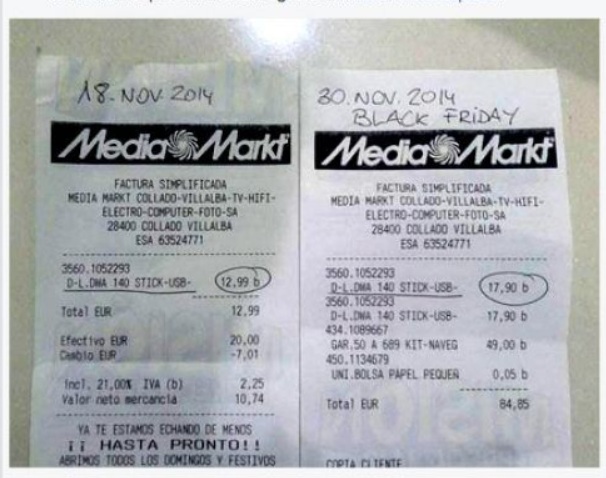 18. NOV. 2014
MediaMarkt
FACTURA SIMPLIFICADA
MEDIA MARKT COLLADO-VILLALBA-TV-HIFI-
ELECTRO-COMPUTER-FOTO-SA
28400 COLLADO VILLALBA
ESA 63524771
3560.1052293
D-L.DWA 140 STICK-USB- 12,99 b
Total EUR 12,99
Efectivo EUR 20,00
Cambio EUR -7,01
incl. 21,00% IVA (b) 2,25
Valor neto mercancia 10,74
YA TE ESTAMOS ECHANDO DE MENOS
¡¡ HASTA PRONTO!!
ABRIMOS TODOS LOS DOMINGOS Y FESTIVOS
30. NOV. 2014
BLACK FRIDAY
MediaMarkt
FACTURA SIMPLIFICADA
MEDIA MARKT COLLADO-VILLALBA-TV-HIFI-
ELECTRO-COMPUTER-FOTO-SA
28400 COLLADO VILLALBA
ESA 63524771
3560.1052293
D-L.DWA 140 STICK-USB- 17,90 b
3560.1052293
D-L.DWA 140 STICK-USB- 17,90 b
434.1089667
GAR.50 A 689 KIT-NAVEG 49,00 b
450.1134679
UNI.BOLSA PAPEL PEQUEÑ 0,05 b
Total EUR 84,85
COPIA CLIENTE